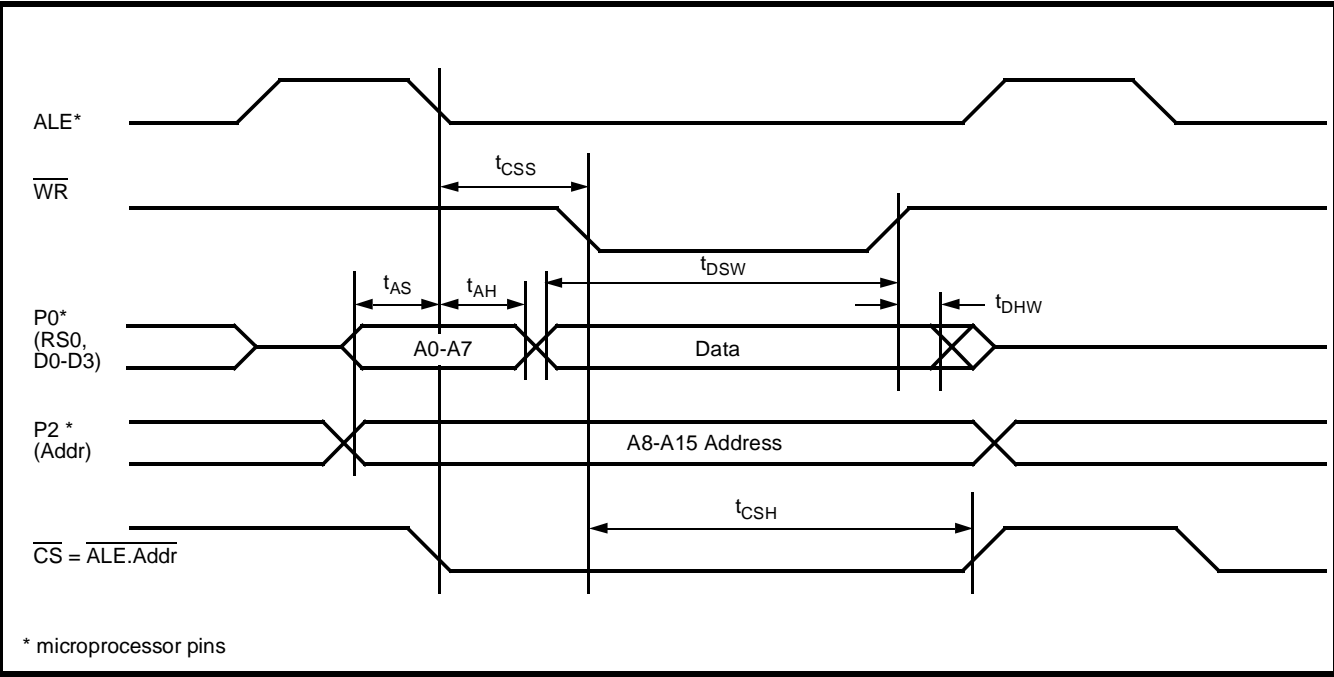 ALE*
tCSS
WR
tDSW
tAS
tAH
tDHW
P0*
(RS0,
D0-D3)
A0-A7
Data
P2 *
(Addr)
A8-A15 Address
tCSH
CS = ALE.Addr
* microprocessor pins